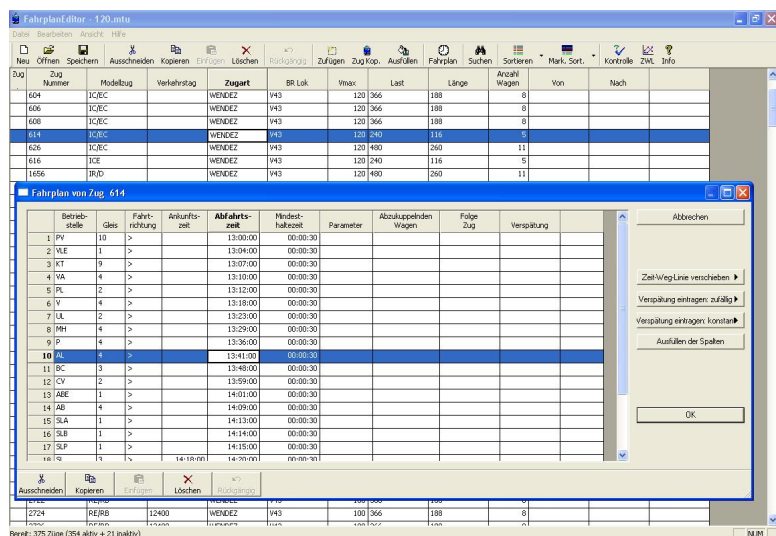 FahrplanEditor - 120.mtu
Datei Bearbeiten Ansicht Hilfe
Neu Öffnen Speichern Ausschneiden Kopieren Einfügen Löschen Rückgängig Zufügen Zug Kop. Ausfüllen Fahrplan Suchen Sortieren Mark. Sort. Kontrolle ZWL Info
Zug Zug Nummer Modellzug Verkehrstag Zugart BR Lok Vmax Last Länge Anzahl Wagen Von Nach
604 IC/EC WENDEZ V43 120 366 188 8
606 IC/EC WENDEZ V43 120 366 188 8
608 IC/EC WENDEZ V43 120 366 188 8
614 IC/EC WENDEZ V43 120 240 116 5
626 IC/EC WENDEZ V43 120 480 260 11
616 ICE WENDEZ V43 120 240 116 5
1656 IR/D WENDEZ V43 120 480 260 11
Fahrplan von Zug 614
Betrieb-stelle Gleis Fahrt-richtung Ankunfts-zeit Abfahrts-zeit Mindest-haltezeit Parameter Abzukuppelnden Wagen Folge Zug Verspätung
1 PV 10 > 13:00:00 00:00:30
2 VLE 1 > 13:04:00 00:00:30
3 KT 9 > 13:07:00 00:00:30
4 VA 4 > 13:10:00 00:00:30
5 PL 2 > 13:12:00 00:00:30
6 V 4 > 13:18:00 00:00:30
7 UL 2 > 13:23:00 00:00:30
8 MH 4 > 13:29:00 00:00:30
9 P 4 > 13:36:00 00:00:30
10 AL 4 > 13:41:00 00:00:30
11 BC 3 > 13:48:00 00:00:30
12 CV 2 > 13:59:00 00:00:30
13 ABE 1 > 14:01:00 00:00:30
14 AB 4 > 14:09:00 00:00:30
15 SLA 1 > 14:13:00 00:00:30
16 SLB 1 > 14:14:00 00:00:30
17 SLP 1 > 14:15:00 00:00:30
18 SL 3 > 14:18:00 14:20:00 00:00:30
Abbrechen
Zeit-Weg-Linie verschieben
Verspätung eintragen: zufällig
Verspätung eintragen: konstan
Ausfüllen der Spalten
OK
Ausschneiden Kopieren Einfügen Löschen Rückgängig
2724 RE/RB 12400 WENDEZ V43 100 366 188 8
Bereit: 375 Züge (354 aktiv + 21 inaktiv) NUM